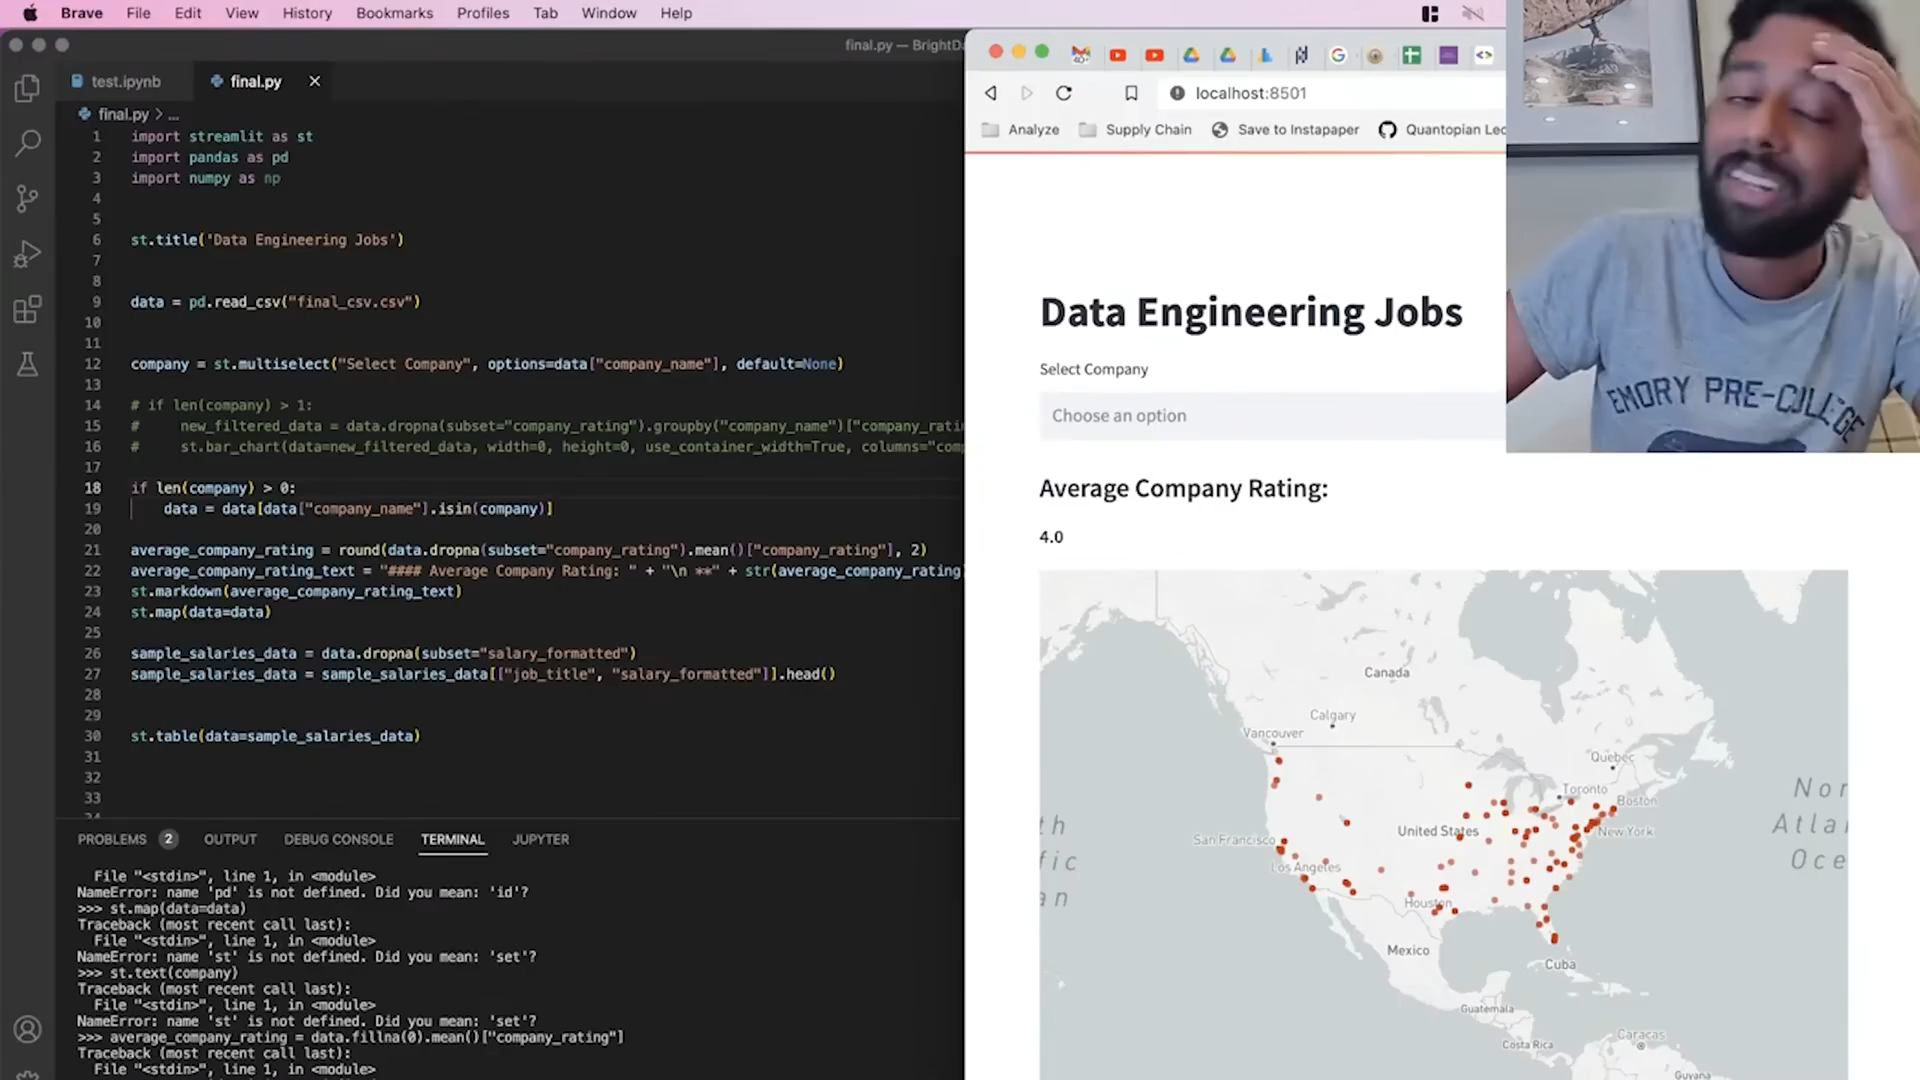 Brave File Edit View History Bookmarks Profiles Tab Window Help
final.py — BrightDa
test.ipynb
final.py
final.py > ...
1 import streamlit as st
2 import pandas as pd
3 import numpy as np
4
5
6 st.title('Data Engineering Jobs')
7
8
9 data = pd.read_csv("final_csv.csv")
10
11
12 company = st.multiselect("Select Company", options=data["company_name"], default=None)
13
14 # if len(company) > 1:
15 #     new_filtered_data = data.dropna(subset="company_rating").groupby("company_name")["company_rati
16 #     st.bar_chart(data=new_filtered_data, width=0, height=0, use_container_width=True, columns="com
17
18 if len(company) > 0:
19     data = data[data["company_name"].isin(company)]
20
21 average_company_rating = round(data.dropna(subset="company_rating").mean()["company_rating"], 2)
22 average_company_rating_text = "#### Average Company Rating: " + "\n **" + str(average_company_rating
23 st.markdown(average_company_rating_text)
24 st.map(data=data)
25
26 sample_salaries_data = data.dropna(subset="salary_formatted")
27 sample_salaries_data = sample_salaries_data[["job_title", "salary_formatted"]].head()
28
29
30 st.table(data=sample_salaries_data)
31
32
33
PROBLEMS 2 OUTPUT DEBUG CONSOLE TERMINAL JUPYTER
File "<stdin>", line 1, in <module>
NameError: name 'pd' is not defined. Did you mean: 'id'?
>>> st.map(data=data)
Traceback (most recent call last):
File "<stdin>", line 1, in <module>
NameError: name 'st' is not defined. Did you mean: 'set'?
>>> st.text(company)
Traceback (most recent call last):
File "<stdin>", line 1, in <module>
NameError: name 'st' is not defined. Did you mean: 'set'?
>>> average_company_rating = data.fillna(0).mean()["company_rating"]
Traceback (most recent call last):
File "<stdin>", line 1, in <module>
localhost:8501
Analyze Supply Chain Save to Instapaper Quantopian Lec
Data Engineering Jobs
Select Company
Choose an option
Average Company Rating:
4.0
Canada
Calgary
Vancouver
Quebec
Toronto
Boston
United States
New York
San Francisco
Los Angeles
Houston
Mexico
Cuba
Guatemala
Costa Rica
Caracas
Guyana
Nor
Atla
Oce
th
fic
an
EMORY PRE-COLLEGE